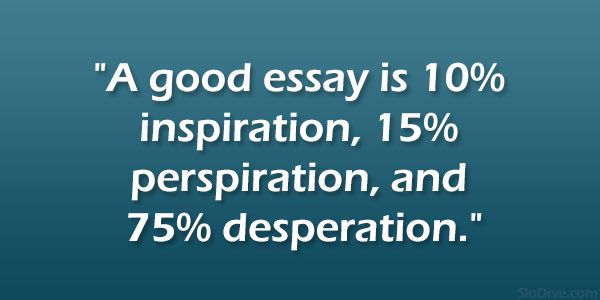 "A good essay is 10%
inspiration, 15%
perspiration, and
75% desperation."
SloDive.com